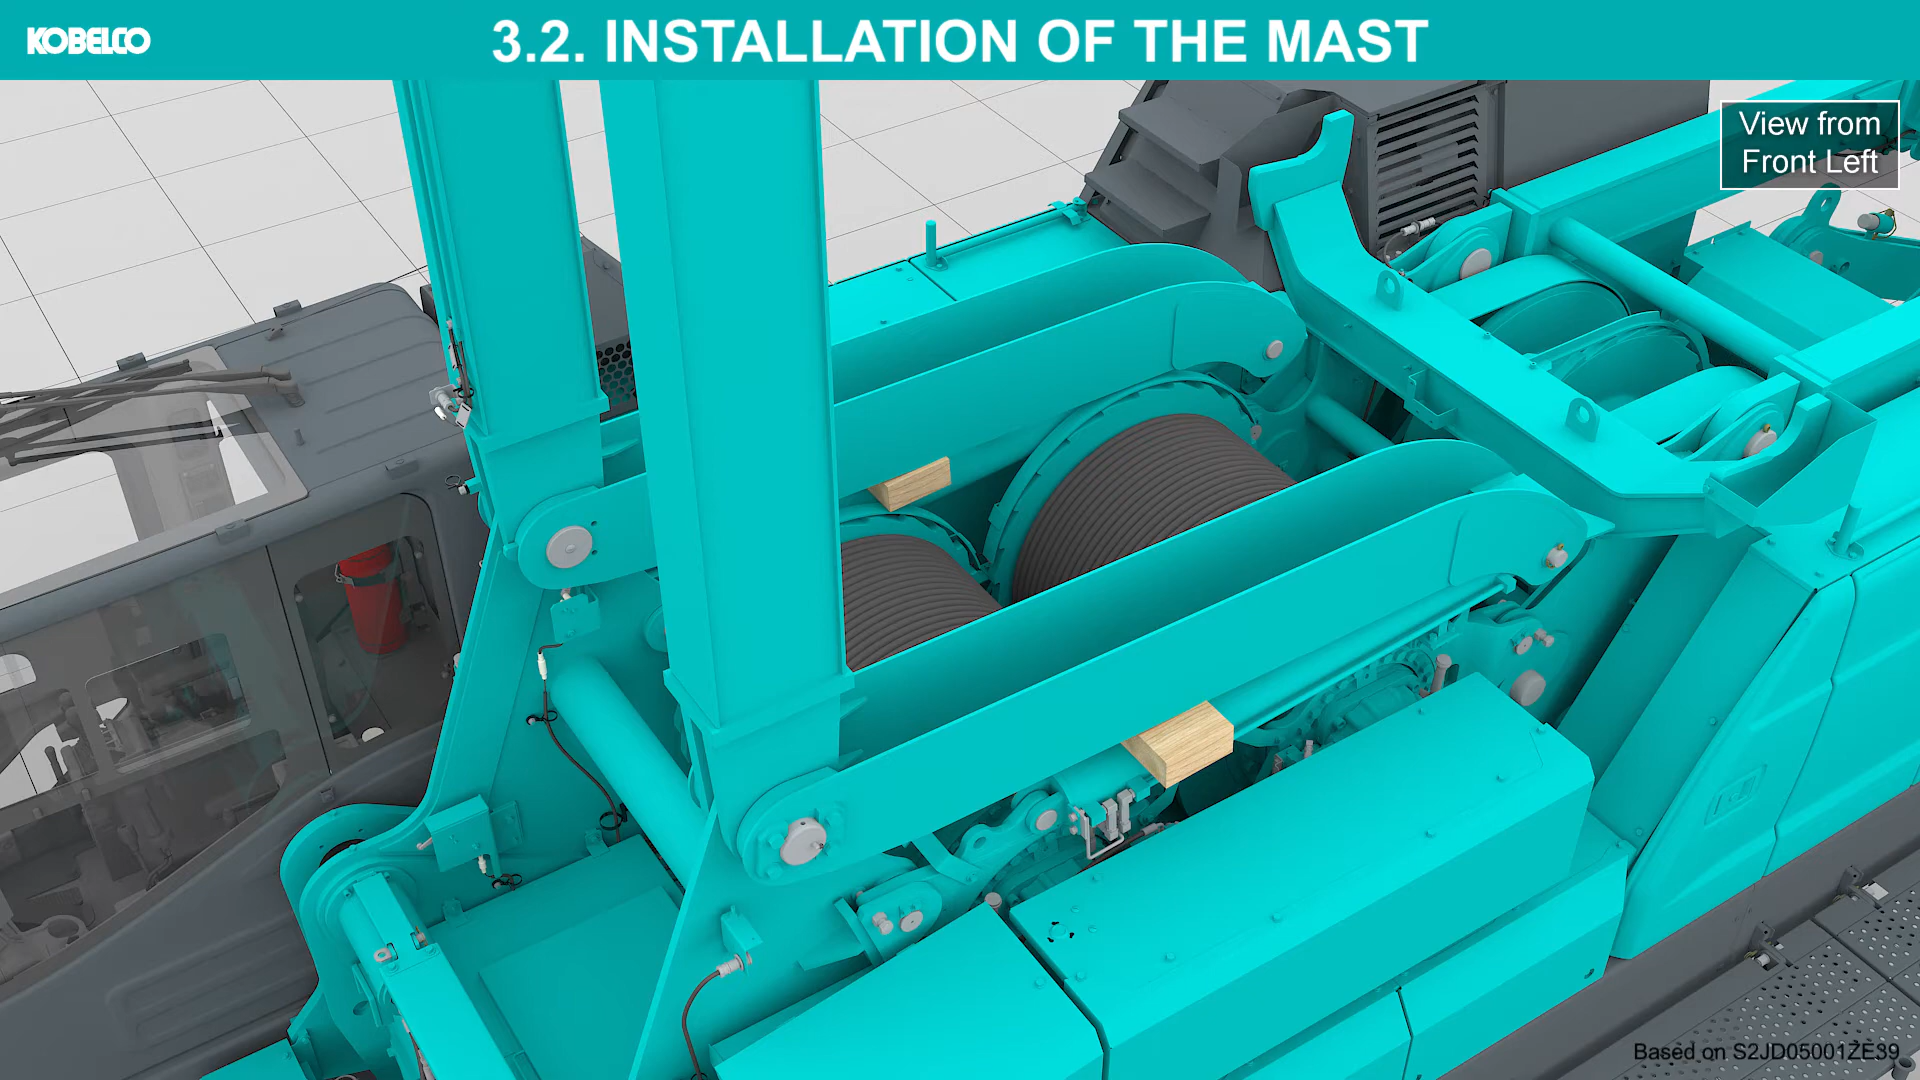 KOBELCO
3.2. INSTALLATION OF THE MAST
View from
Front Left
Based on S2JD05001ZE39